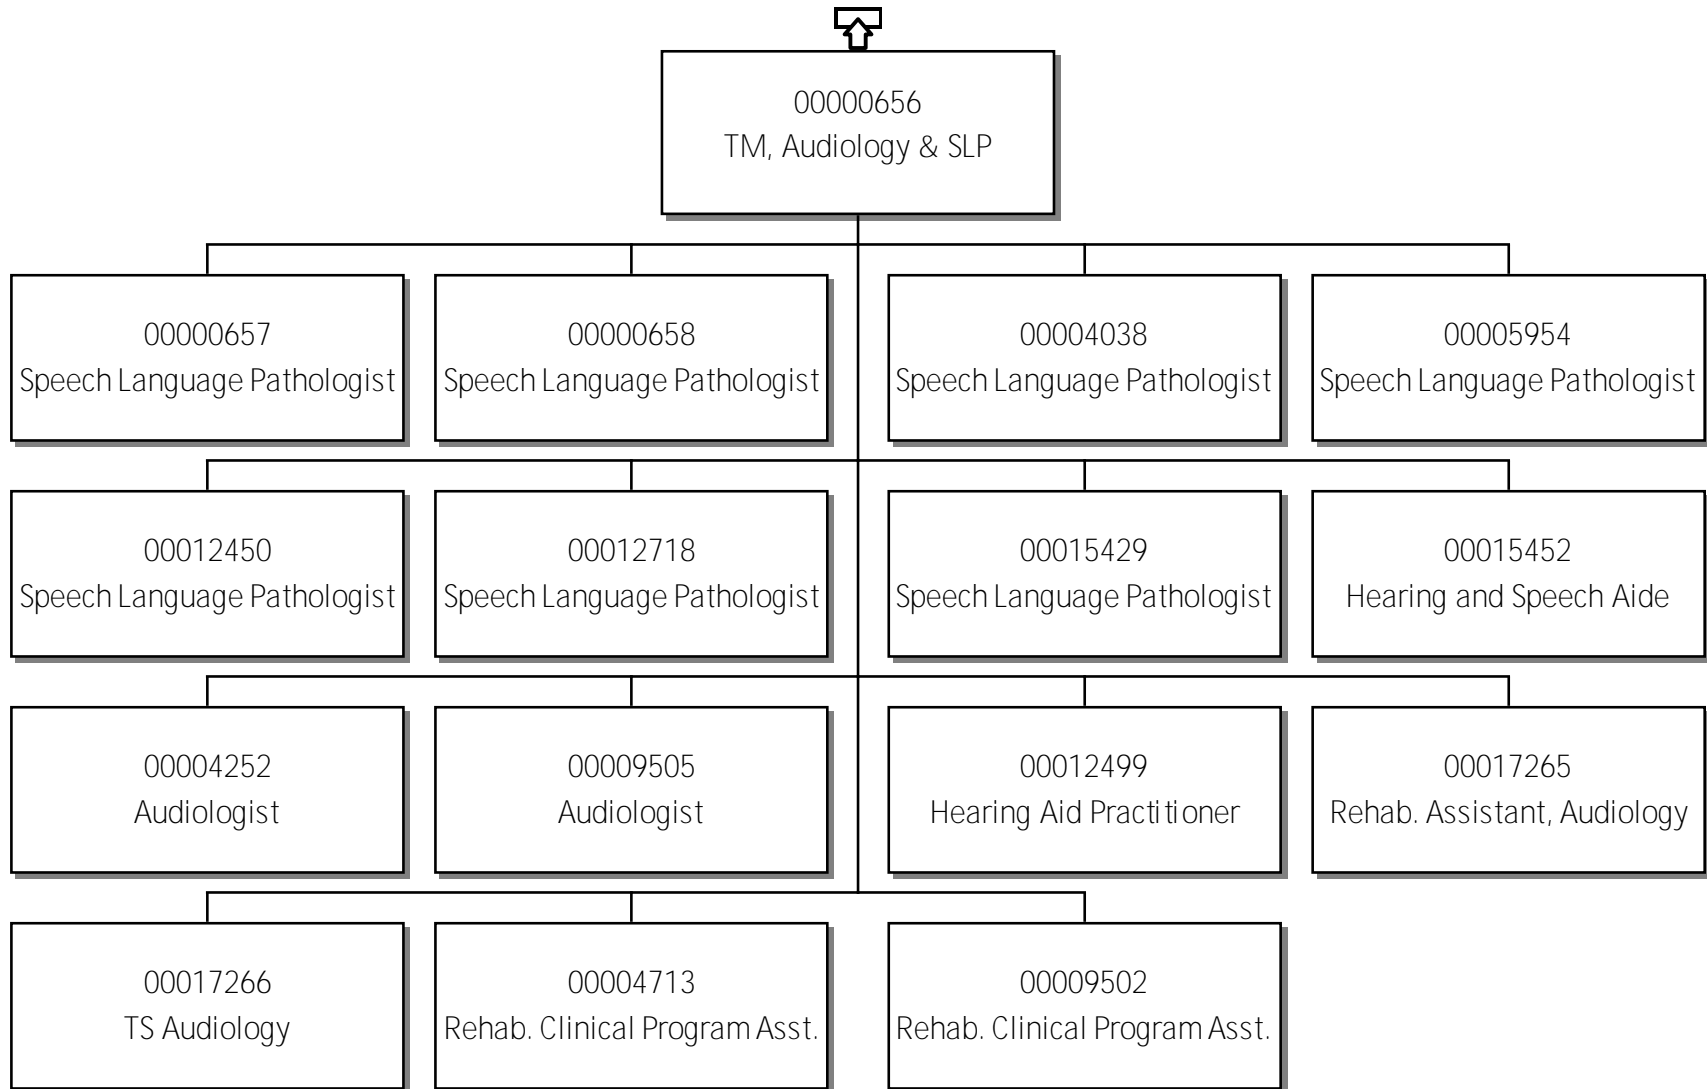 00000656
TM, Audiology & SLP
00000657
Speech Language Pathologist
00000658
Speech Language Pathologist
00004038
Speech Language Pathologist
00005954
Speech Language Pathologist
00012450
Speech Language Pathologist
00012718
Speech Language Pathologist
00015429
Speech Language Pathologist
00015452
Hearing and Speech Aide
00004252
Audiologist
00009505
Audiologist
00012499
Hearing Aid Practitioner
00017265
Rehab. Assistant, Audiology
00017266
TS Audiology
00004713
Rehab. Clinical Program Asst.
00009502
Rehab. Clinical Program Asst.